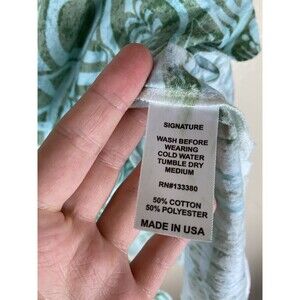 SIGNATURE
WASH BEFORE
WEARING
COLD WATER
TUMBLE DRY
MEDIUM
RN#133380
50% COTTON
50% POLYESTER
MADE IN USA